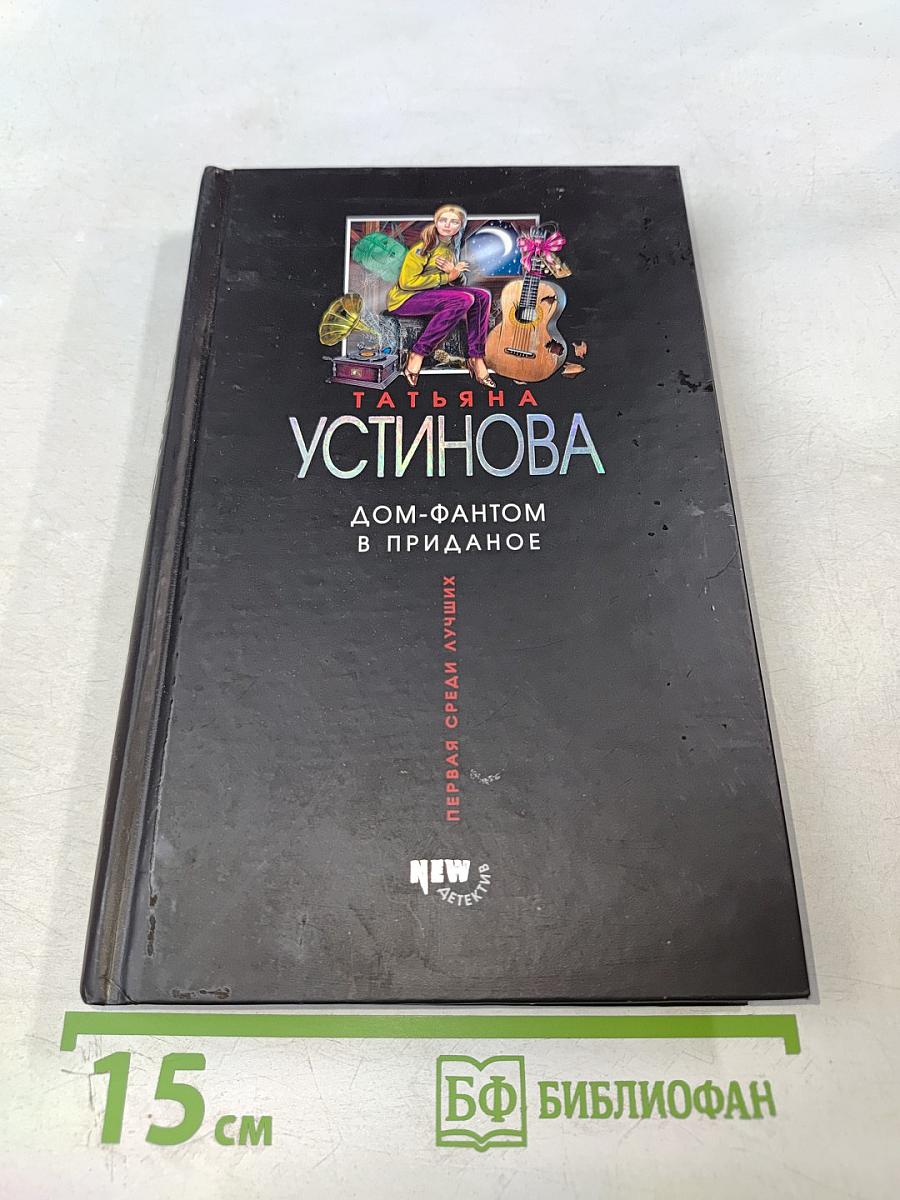 ТАТЬЯНА
УСТИНОВА
ДОМ-ФАНТОМ
В ПРИДАНОЕ
ПЕРВАЯ СРЕДИ ЛУЧШИХ
NEW
ДЕТЕКТИВ
15 см
БФ БИБЛИОФАН